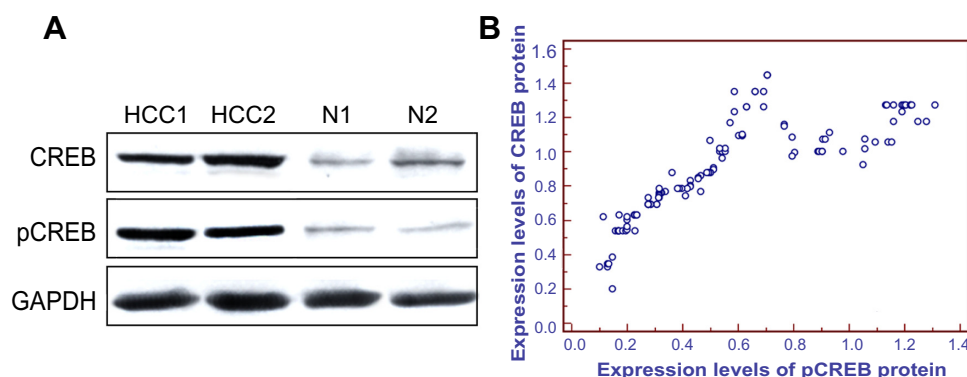 A
HCC1 HCC2 N1 N2
CREB
pCREB
GAPDH
B
Expression levels of CREB protein
1.6
1.4
1.2
1.0
0.8
0.6
0.4
0.2
0.0
0.0 0.2 0.4 0.6 0.8 1.0 1.2 1.4
Expression levels of pCREB protein